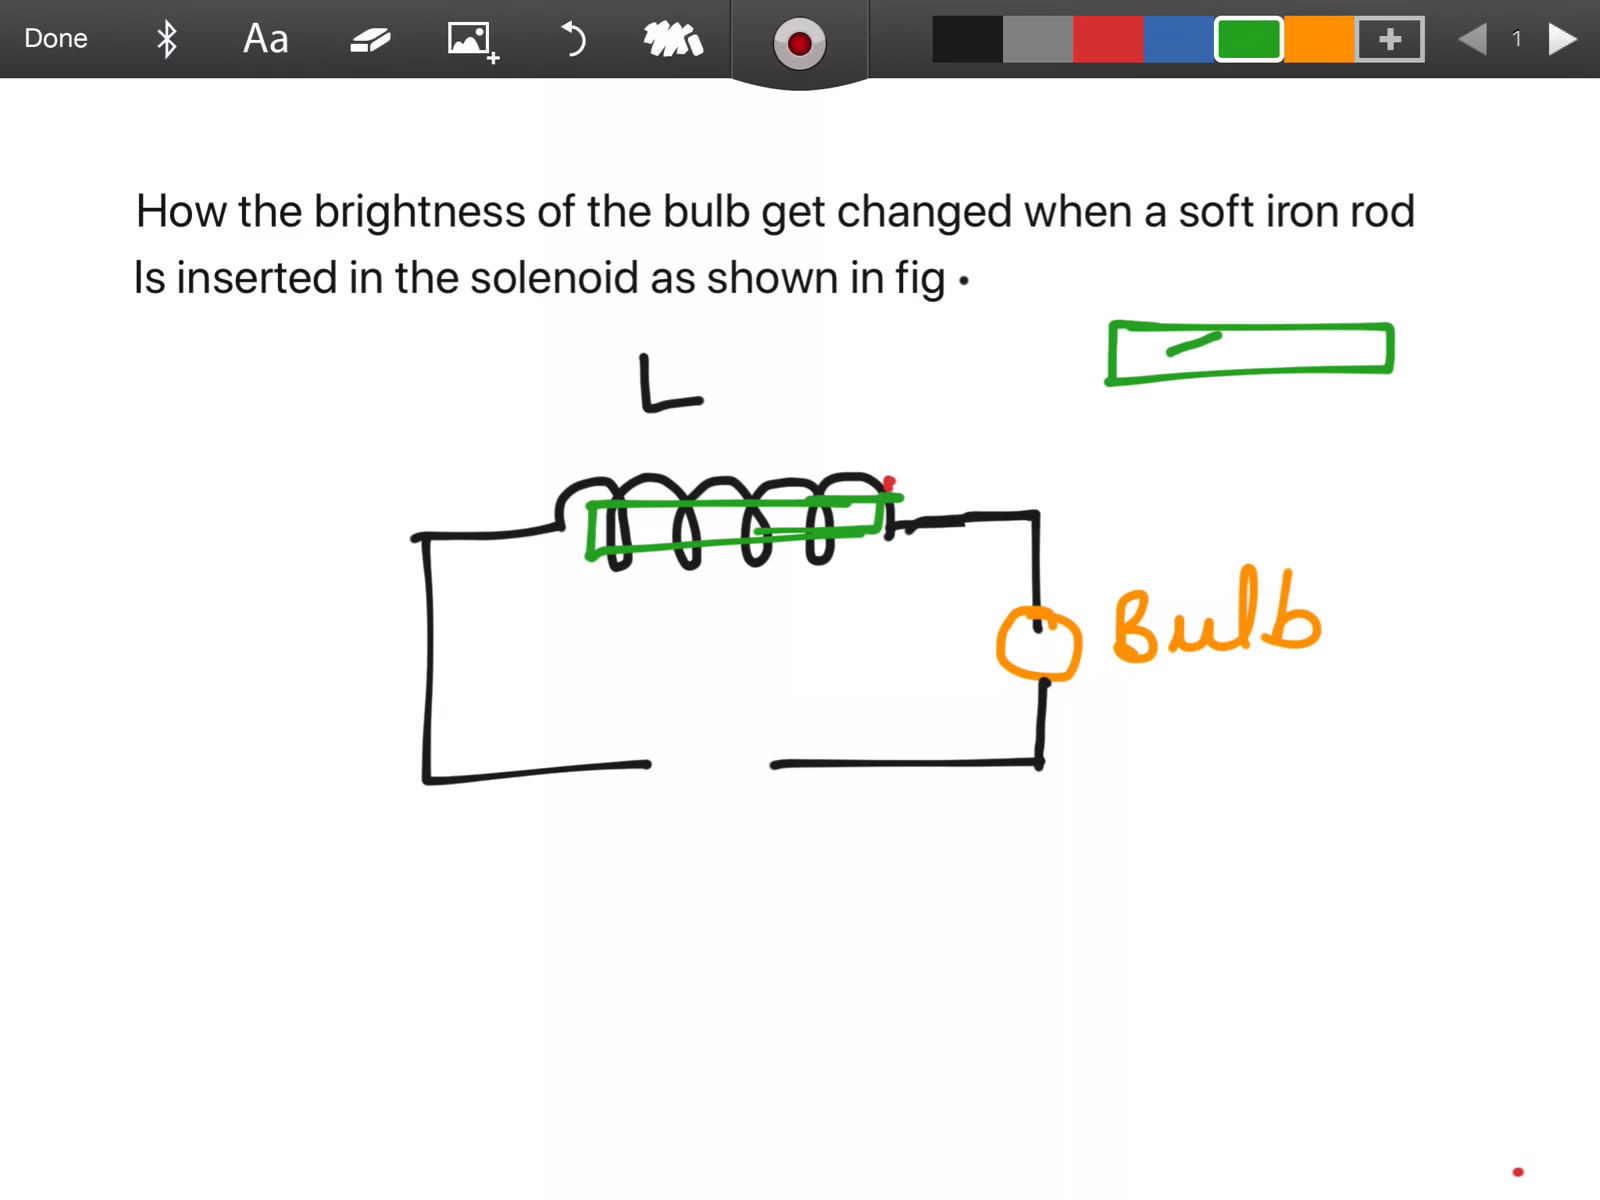 Done
Aa
1
How the brightness of the bulb get changed when a soft iron rod
Is inserted in the solenoid as shown in fig .
L
Bulb